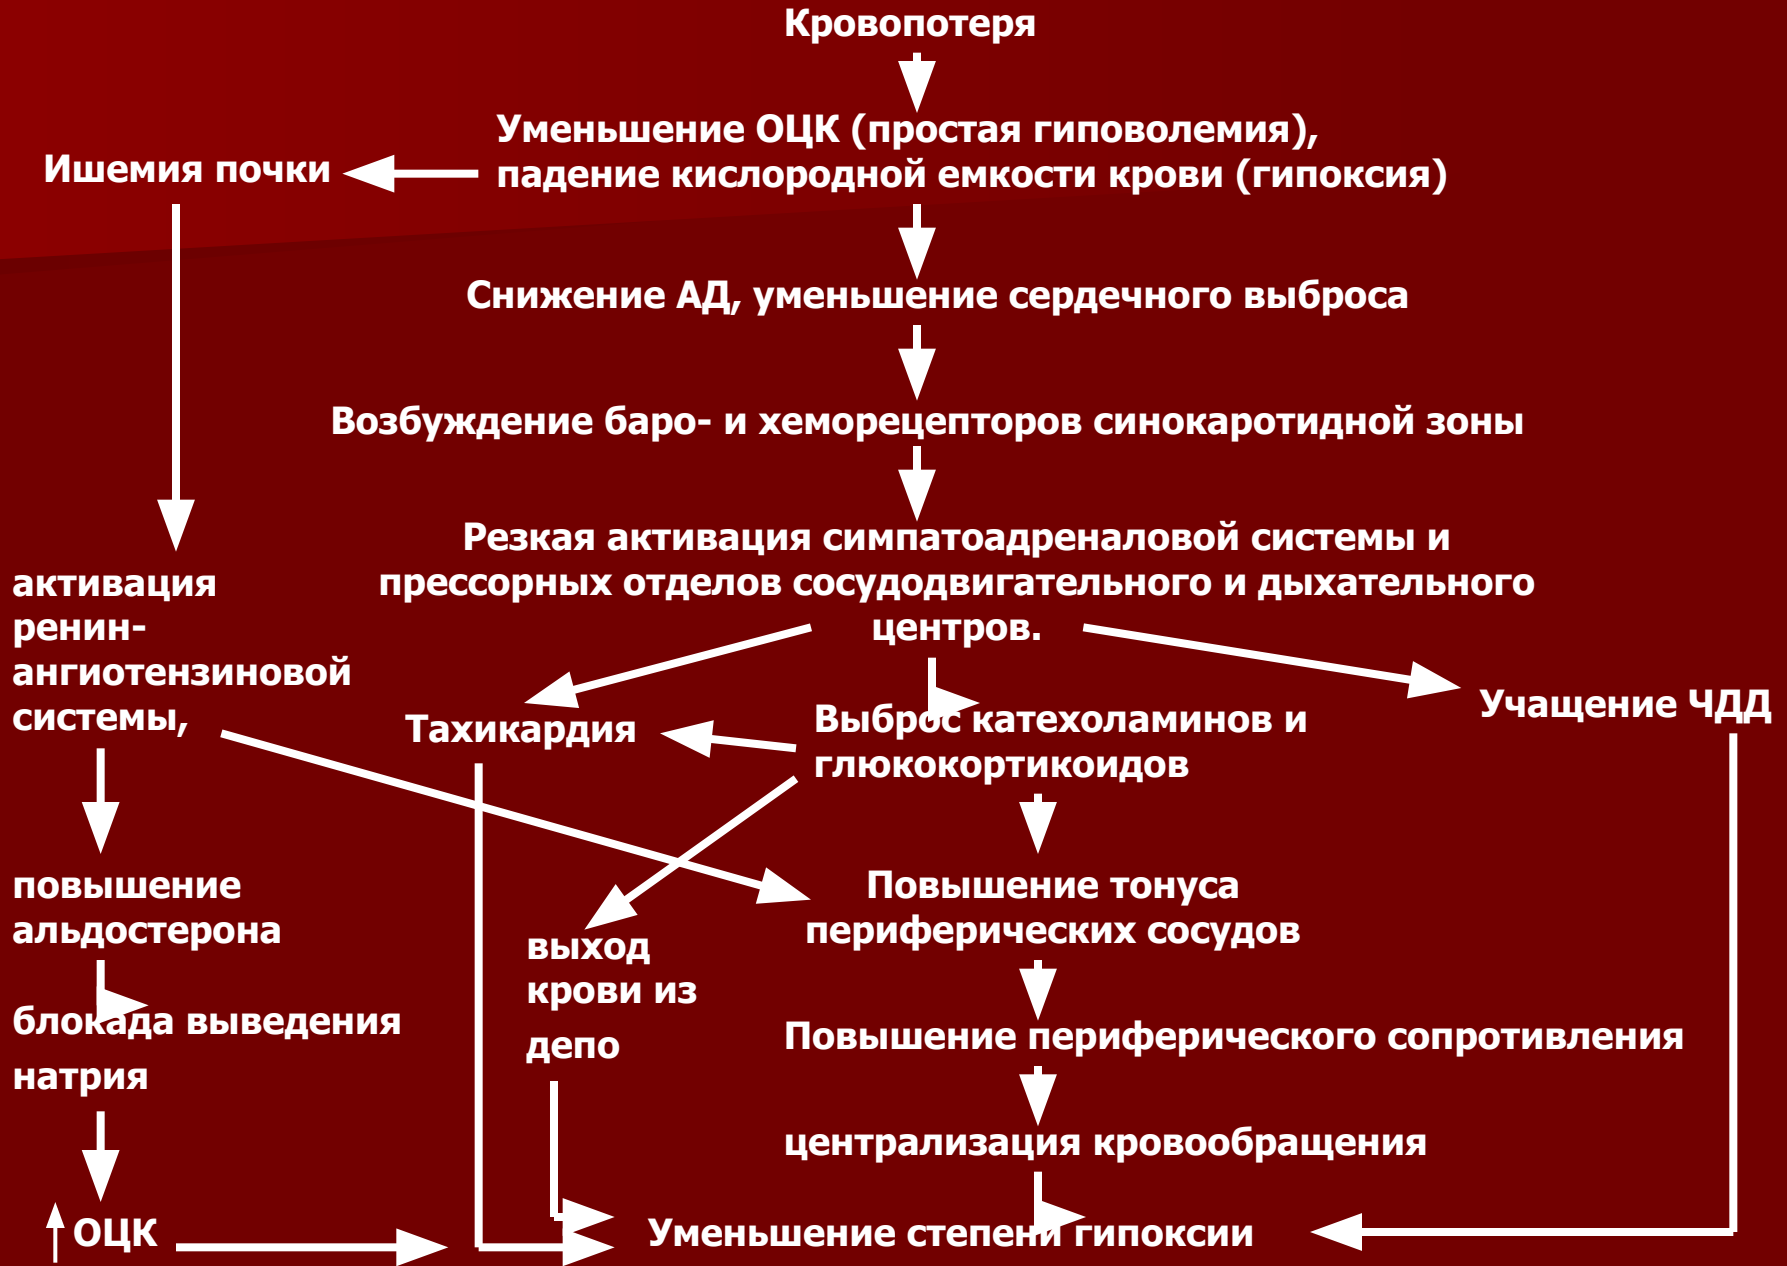 Кровопотеря
Уменьшение ОЦК (простая гиповолемия),
падение кислородной емкости крови (гипоксия)
Ишемия почки
Снижение АД, уменьшение сердечного выброса
Возбуждение баро- и хеморецепторов синокаротидной зоны
Резкая активация симпатоадреналовой системы и
прессорных отделов сосудодвигательного и дыхательного
центров.
активация
ренин-
ангиотензиновой
системы,
Тахикардия
Выброс катехоламинов и
глюкокортикоидов
Учащение ЧДД
повышение
альдостерона
выход
крови из
депо
Повышение тонуса
периферических сосудов
блокада выведения
натрия
Повышение периферического сопротивления
централизация кровообращения
ОЦК
Уменьшение степени гипоксии